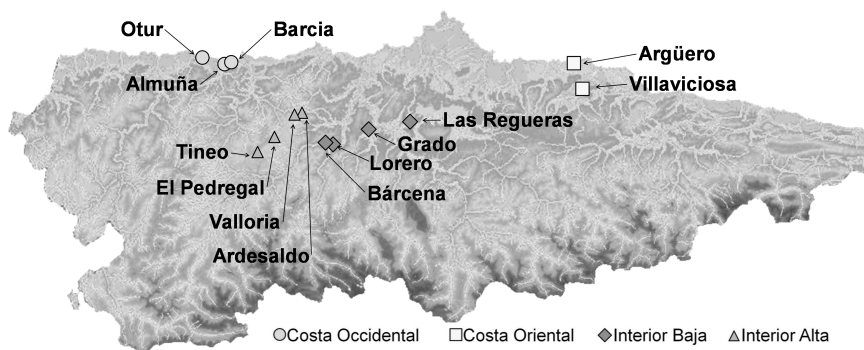 Otur
Barcia
Almuña
Argüero
Villaviciosa
Las Regueras
Grado
Tineo
Lorero
El Pedregal
Bárcena
Valloria
Ardesaldo
Costa Occidental
Costa Oriental
Interior Baja
Interior Alta